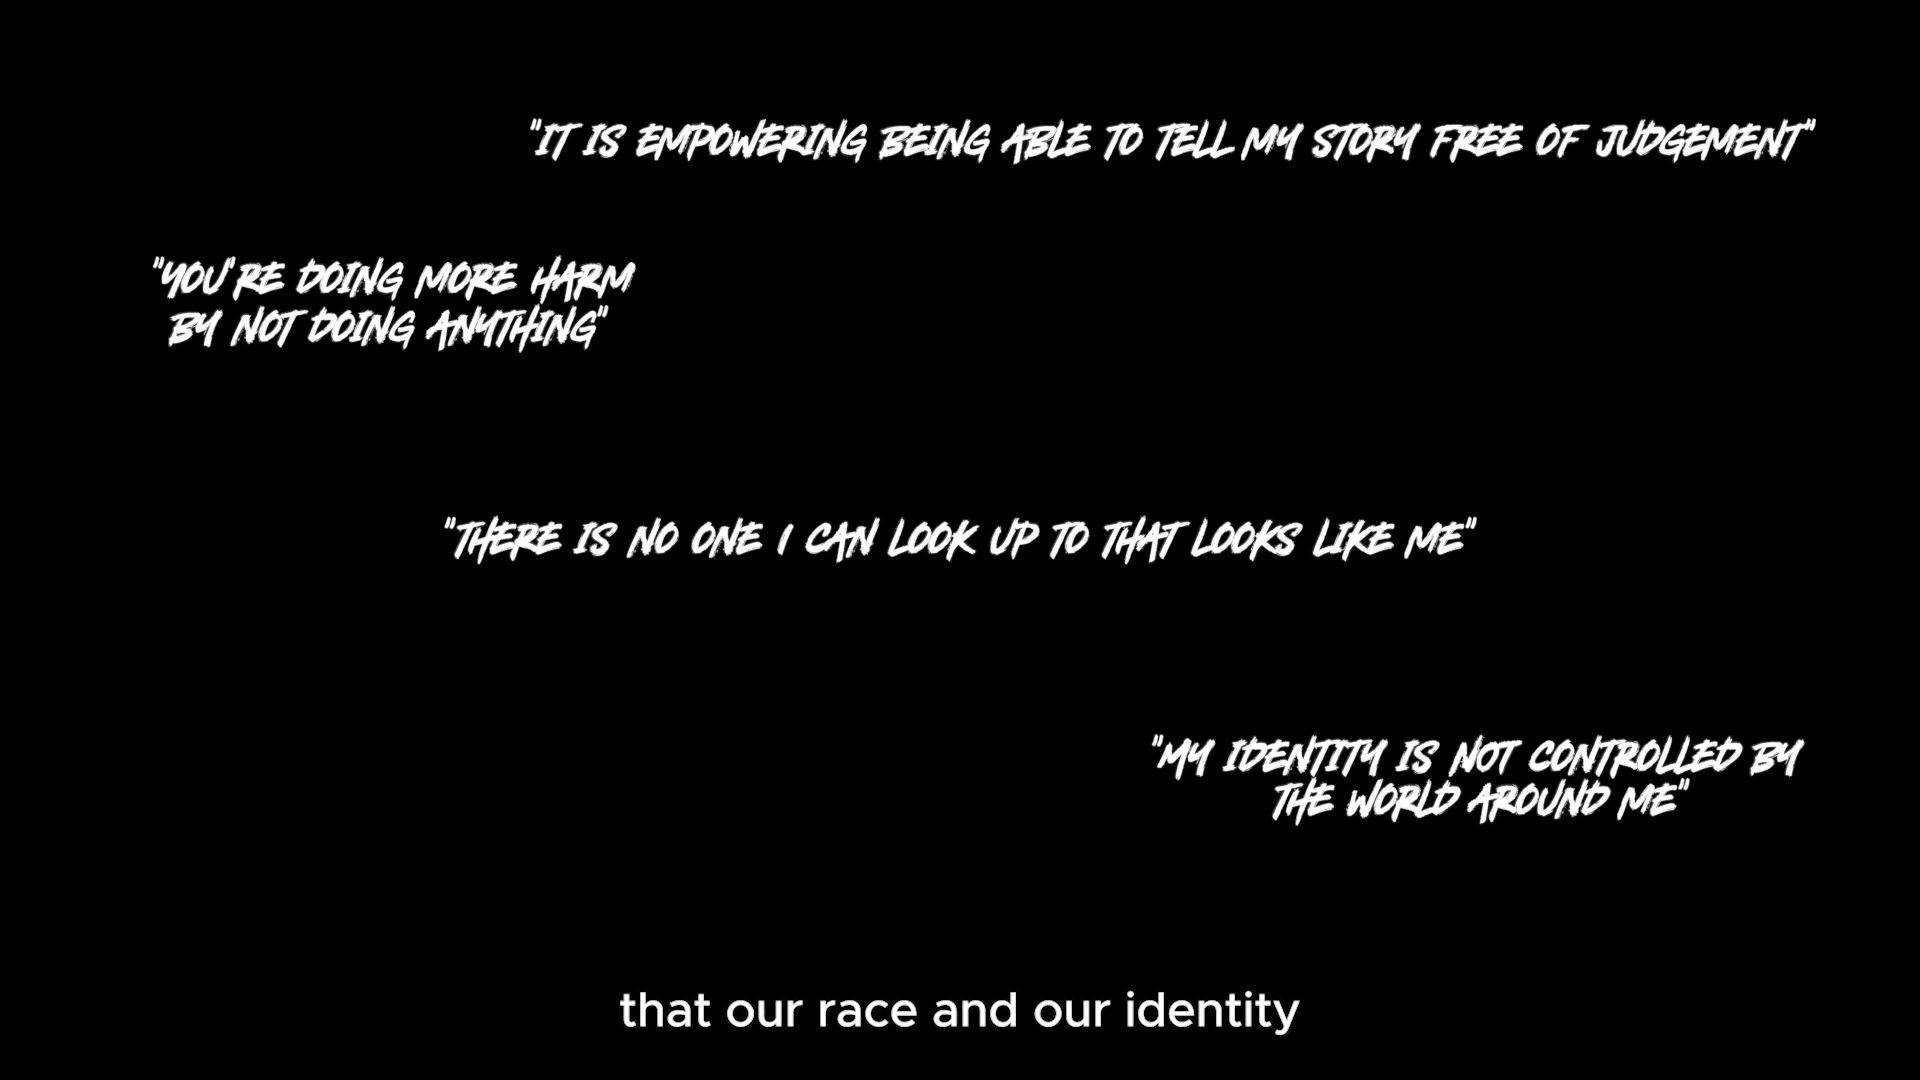 "IT IS EMPOWERING BEING ABLE TO TELL MY STORY FREE OF JUDGEMENT"
"YOU'RE DOING MORE HARM
BY NOT DOING ANYTHING"
"THERE IS NO ONE I CAN LOOK UP TO THAT LOOKS LIKE ME"
"MY IDENTITY IS NOT CONTROLLED BY
THE WORLD AROUND ME"
that our race and our identity